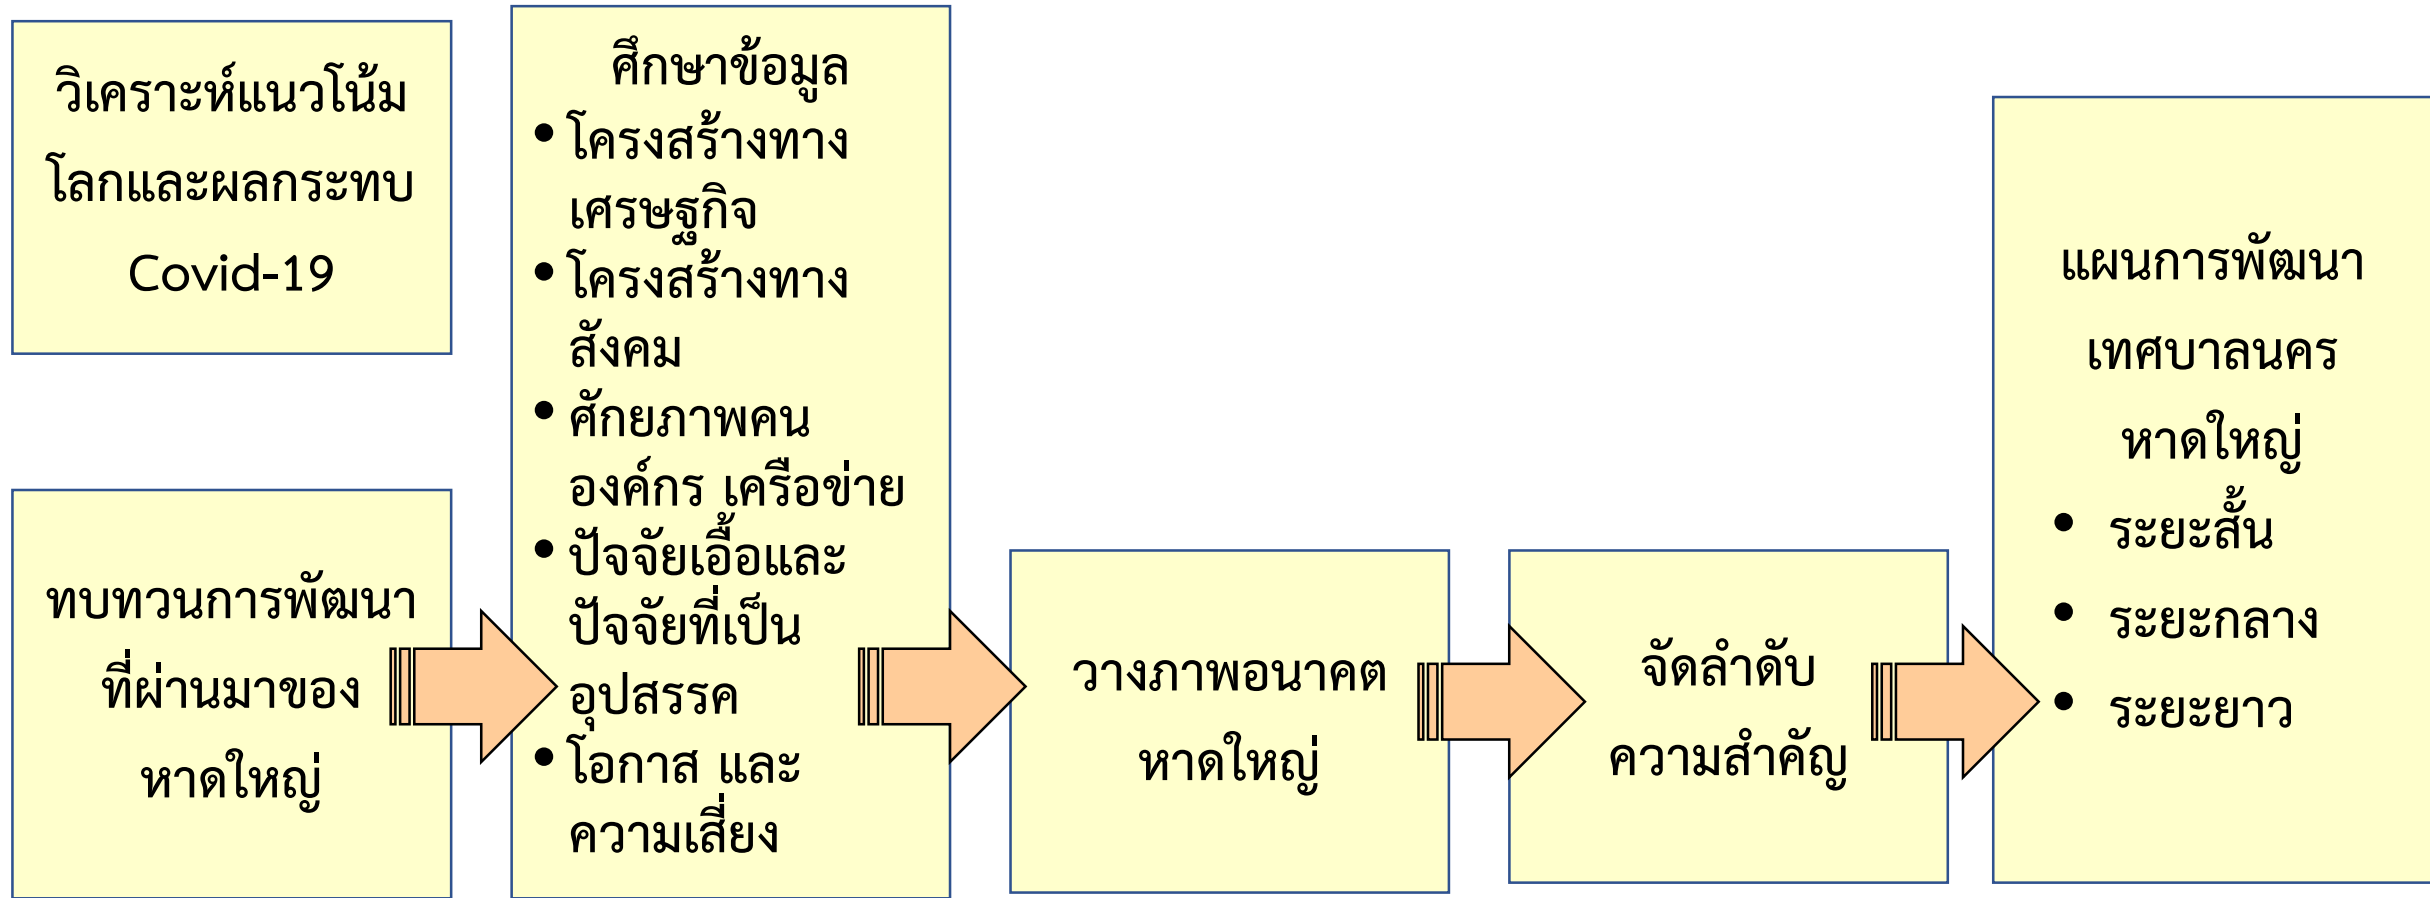 วิเคราะห์แนวโน้ม
โลกและผลกระทบ
Covid-19
ทบทวนการพัฒนา
ที่ผ่านมาของ
หาดใหญ่
ศึกษาข้อมูล
• โครงสร้างทาง
เศรษฐกิจ
• โครงสร้างทาง
สังคม
• ศักยภาพคน
องค์กร เครือข่าย
• ปัจจัยเอื้อและ
ปัจจัยที่เป็น
อุปสรรค
• โอกาส และ
ความเสี่ยง
วางภาพอนาคต
หาดใหญ่
จัดลำดับ
ความสำคัญ
แผนการพัฒนา
เทศบาลนคร
หาดใหญ่
• ระยะสั้น
• ระยะกลาง
• ระยะยาว